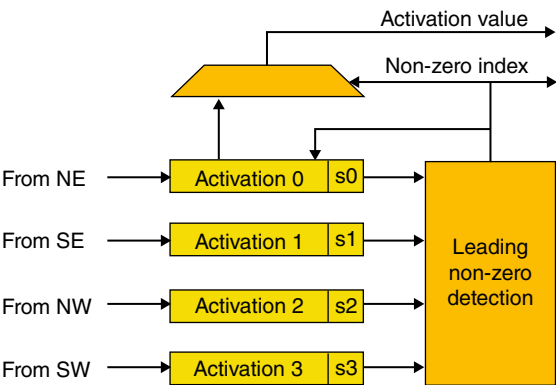 Activation value
Non-zero index
From NE
Activation 0
s0
From SE
Activation 1
s1
Leading
non-zero
detection
From NW
Activation 2
s2
From SW
Activation 3
s3